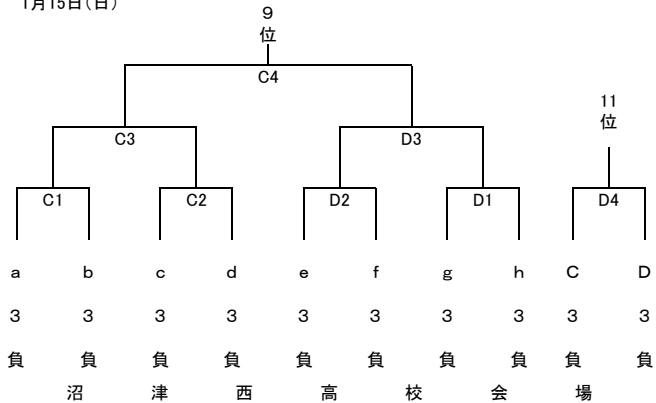 1月15日(日)
9
位
C4
11
位
C3 D3
C1 C2 D2 D1 D4
a b c d e f g h C D
3 3 3 3 3 3 3 3 3 3
負 負 負 負 負 負 負 負 負 負
沼 津 西 高 校 会 場